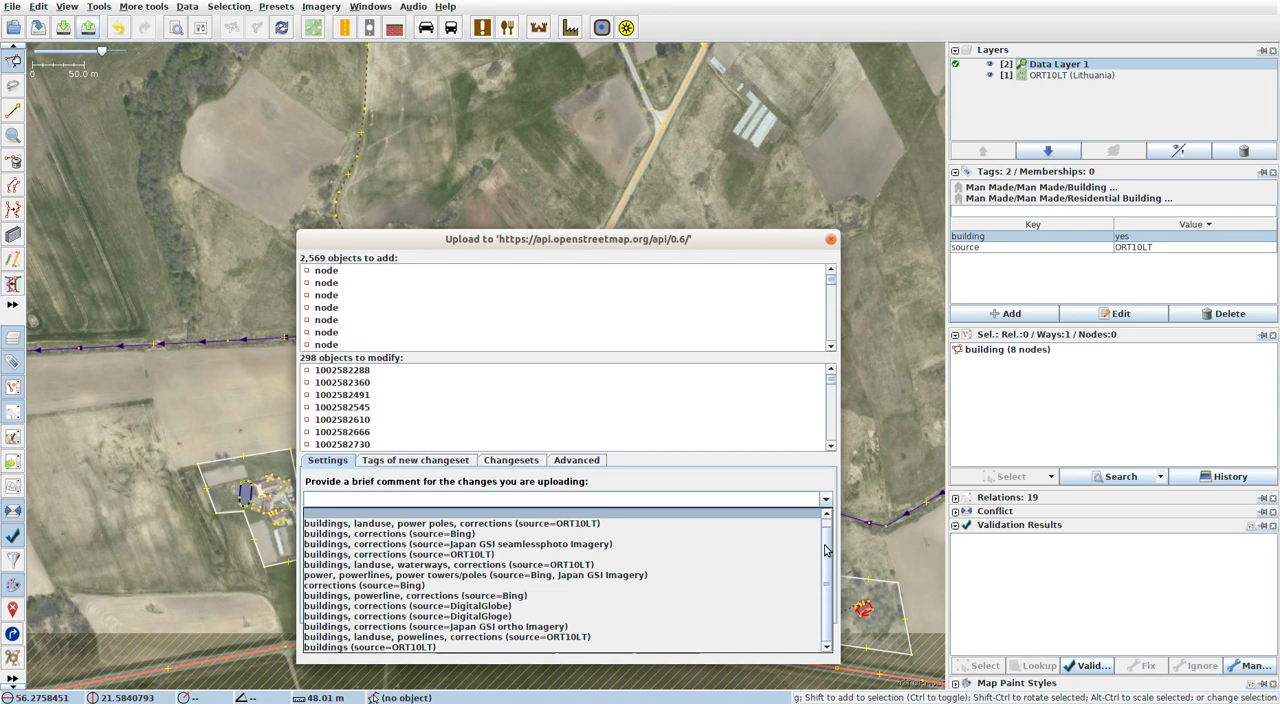 File Edit View Tools More tools Data Selection Presets Imagery Windows Audio Help
0 50.0 m
Layers
[2] Data Layer 1
[1] ORT10LT (Lithuania)
Tags: 2 / Memberships: 0
Man Made/Man Made/Building ...
Man Made/Man Made/Residential Building ...
Key Value
building yes
source ORT10LT
Add Edit Delete
Sel.: Rel.:0 / Ways:1 / Nodes:0
building (8 nodes)
Select Search History
Relations: 19
Conflict
Validation Results
Select Lookup Valid... Fix Ignore Man...
Map Paint Styles
Upload to 'https://api.openstreetmap.org/api/0.6/'
2,569 objects to add:
node
node
node
node
node
node
node
298 objects to modify:
1002582288
1002582360
1002582491
1002582545
1002582610
1002582666
1002582730
Settings Tags of new changeset Changesets Advanced
Provide a brief comment for the changes you are uploading:
buildings, landuse, power poles, corrections (source=ORT10LT)
buildings, corrections (source=Bing)
buildings, corrections (source=Japan GSI seamlessphoto Imagery)
buildings, corrections (source=ORT10LT)
buildings, landuse, waterways, corrections (source=ORT10LT)
power, powerlines, power towers/poles (source=Bing, Japan GSI Imagery)
corrections (source=Bing)
buildings, powerline, corrections (source=Bing)
buildings, corrections (source=DigitalGlobe)
buildings, corrections (source=DigitalGloge)
buildings, corrections (source=Japan GSI ortho Imagery)
buildings, landuse, powelines, corrections (source=ORT10LT)
buildings (source=ORT10LT)
56.2758451 21.5840793 -- -- 48.01 m (no object) g; Shift to add to selection (Ctrl to toggle); Shift-Ctrl to rotate selected; Alt-Ctrl to scale selected; or change selection